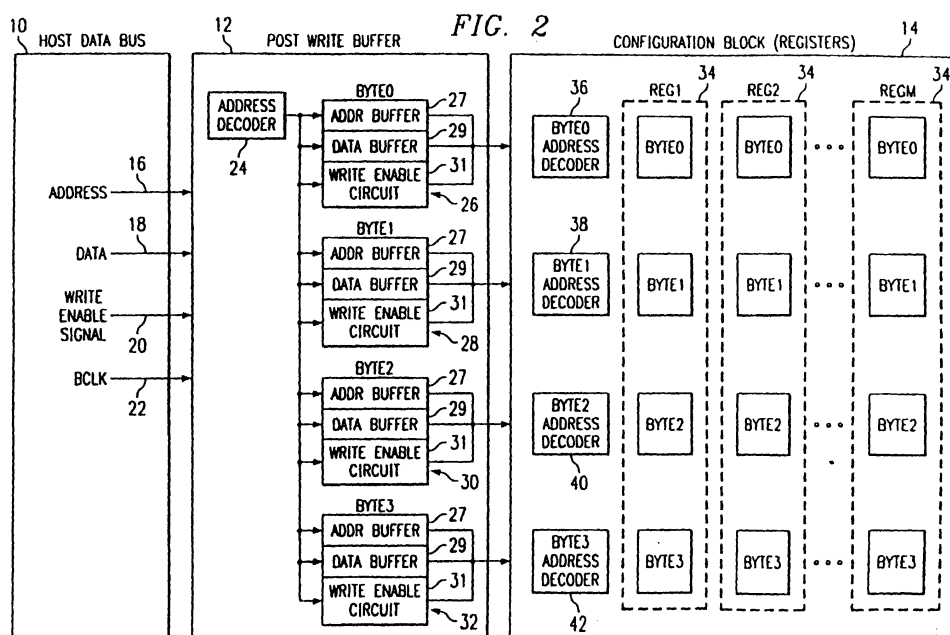 FIG. 2
10
HOST DATA BUS
12
POST WRITE BUFFER
CONFIGURATION BLOCK (REGISTERS)
14
16
ADDRESS
18
DATA
WRITE
ENABLE
SIGNAL
20
BCLK
22
ADDRESS
DECODER
24
BYTE0
27
ADDR BUFFER
29
DATA BUFFER
31
WRITE ENABLE
CIRCUIT
26
BYTE1
27
ADDR BUFFER
29
DATA BUFFER
31
WRITE ENABLE
CIRCUIT
28
BYTE2
27
ADDR BUFFER
29
DATA BUFFER
31
WRITE ENABLE
CIRCUIT
30
BYTE3
27
ADDR BUFFER
29
DATA BUFFER
31
WRITE ENABLE
CIRCUIT
32
36
BYTE0
ADDRESS
DECODER
38
BYTE1
ADDRESS
DECODER
BYTE2
ADDRESS
DECODER
40
BYTE3
ADDRESS
DECODER
42
REG1
34
BYTE0
BYTE1
BYTE2
BYTE3
REG2
34
BYTE0
BYTE1
BYTE2
BYTE3
REGM
34
BYTE0
BYTE1
BYTE2
BYTE3